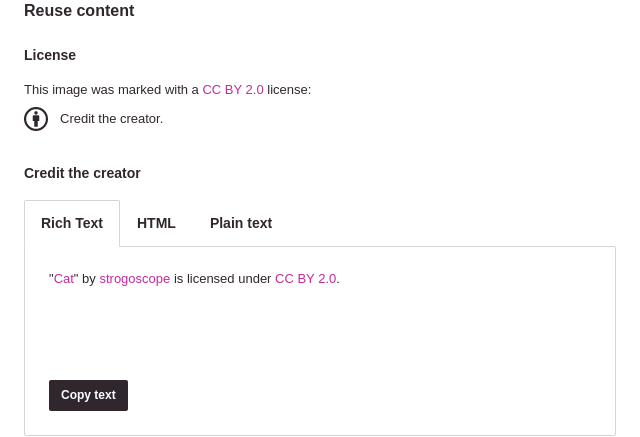 Reuse content
License
This image was marked with a CC BY 2.0 license:
Credit the creator.
Credit the creator
Rich Text HTML Plain text
"Cat" by strogoscope is licensed under CC BY 2.0.
Copy text